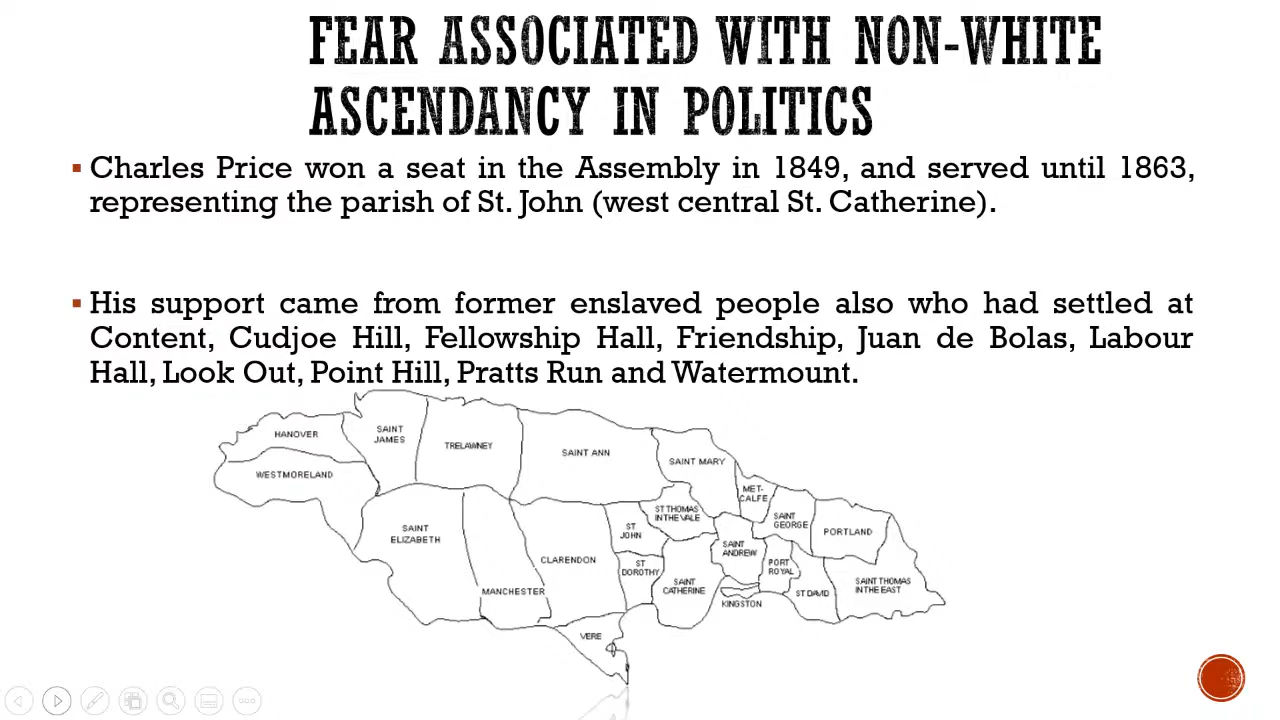 FEAR ASSOCIATED WITH NON-WHITE
ASCENDANCY IN POLITICS
Charles Price won a seat in the Assembly in 1849, and served until 1863,
representing the parish of St. John (west central St. Catherine).
His support came from former enslaved people also who had settled at
Content, Cudjoe Hill, Fellowship Hall, Friendship, Juan de Bolas, Labour
Hall, Look Out, Point Hill, Pratts Run and Watermount.
HANOVER
SAINT
JAMES
TRELAWNEY
SAINT ANN
SAINT MARY
WESTMORELAND
MET-
CALFE
SAINT
ELIZABETH
ST
JOHN
ST THOMAS
IN THE VALE
SAINT
GEORGE
PORTLAND
CLARENDON
SAINT
ANDREW
ST
DOROTHY
PORT
ROYAL
MANCHESTER
SAINT
CATHERINE
KINGSTON
ST DAVID
SAINT THOMAS
IN THE EAST
VERE